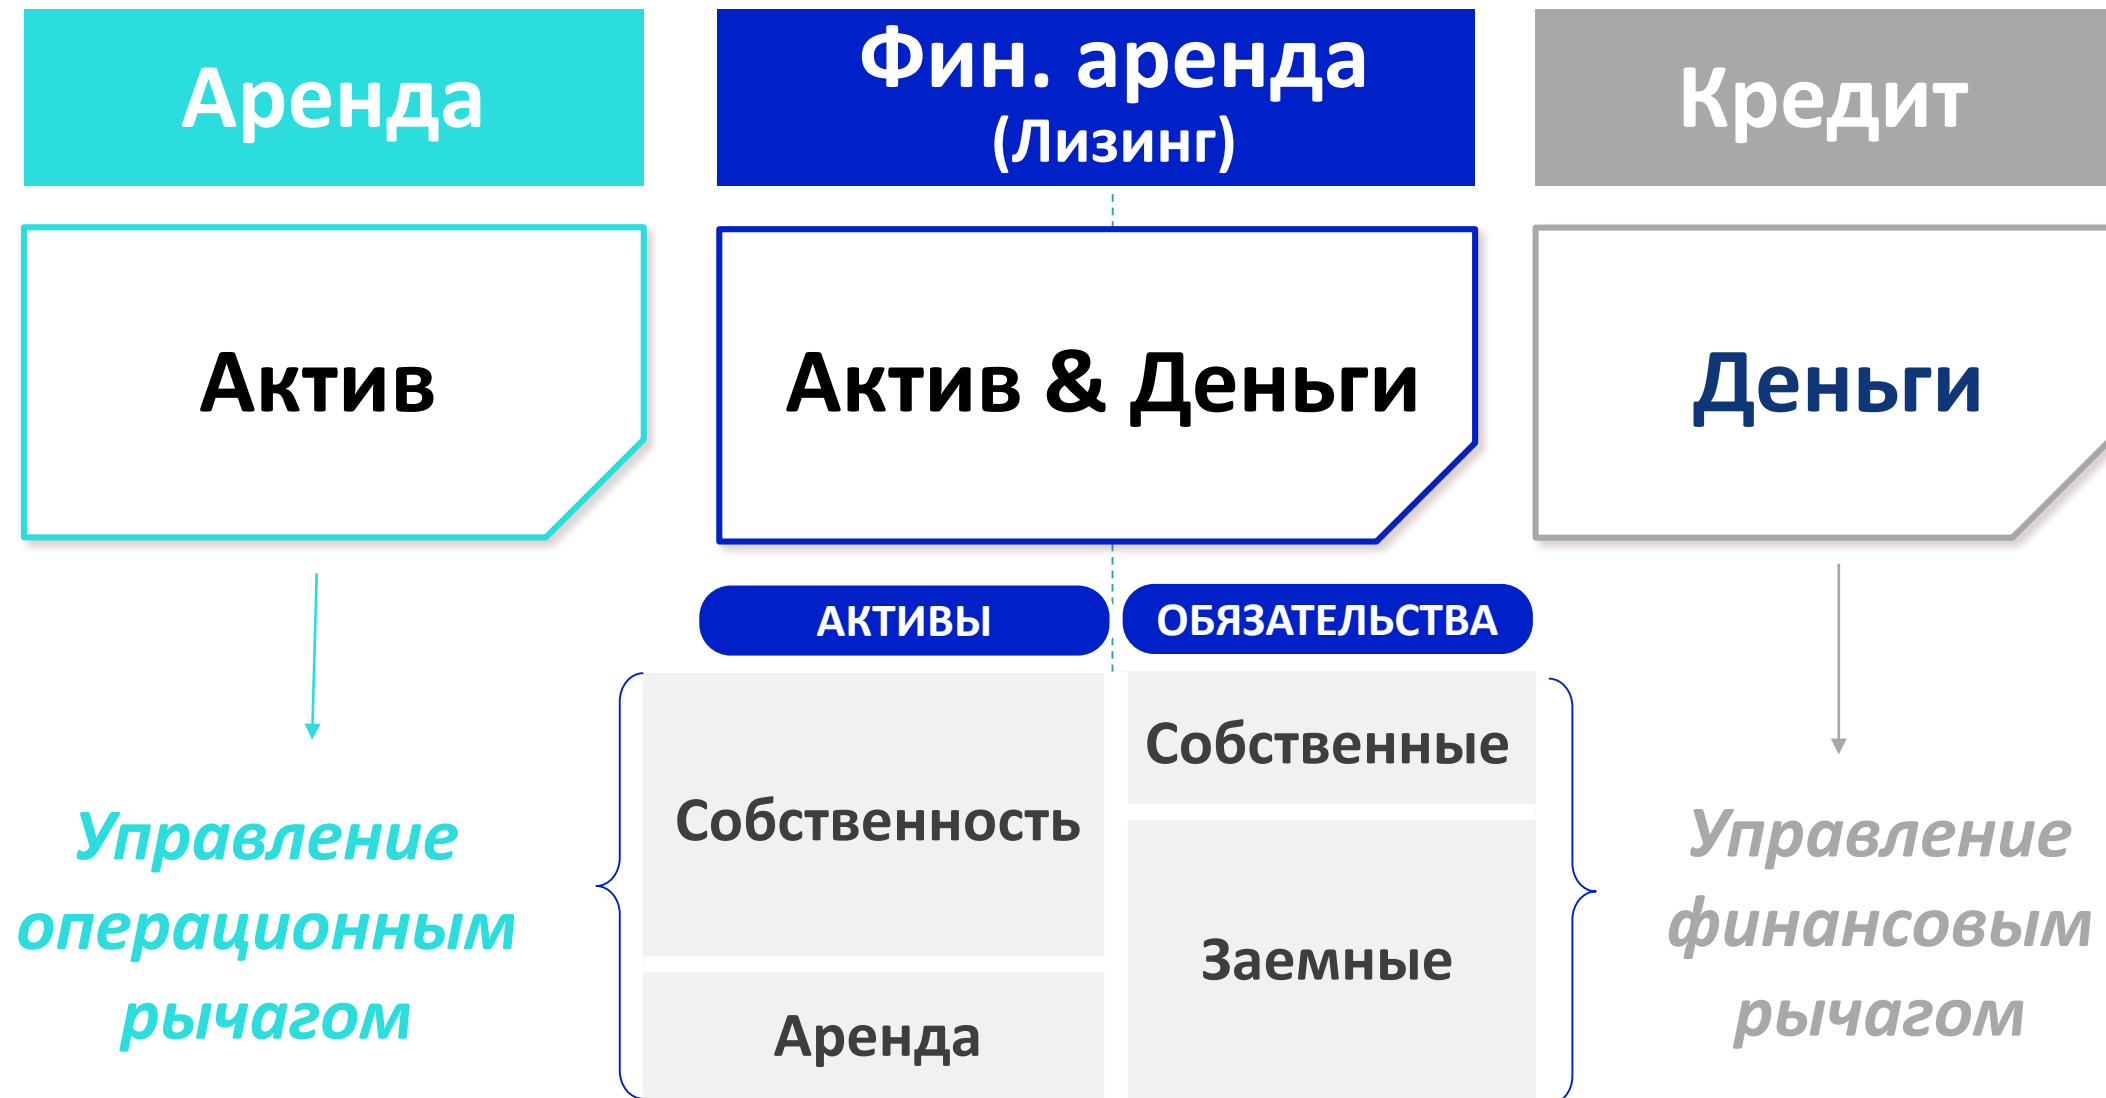 Аренда
Фин. аренда
(Лизинг)
Кредит
Актив
Актив & Деньги
Деньги
АКТИВЫ
ОБЯЗАТЕЛЬСТВА
Собственность
Аренда
Собственные
Заемные
Управление
операционным
рычагом
Управление
финансовым
рычагом